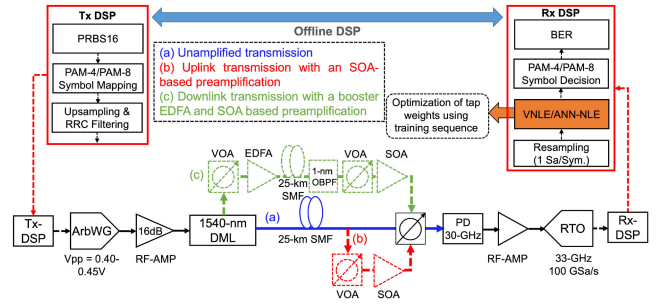 Tx DSP
PRBS16
PAM-4/PAM-8
Symbol Mapping
Upsampling &
RRC Filtering
Offline DSP
(a) Unamplified transmission
(b) Uplink transmission with an SOA-
based preamplification
(c) Downlink transmission with a booster
EDFA and SOA based preamplification
Rx DSP
BER
PAM-4/PAM-8
Symbol Decision
VNLE/ANN-NLE
Resampling
(1 Sa/Sym.)
Optimization of tap
weights using
training sequence
VOA
EDFA
25-km
SMF
1-nm
OBPF
VOA
SOA
(c)
Tx-
DSP
ArbWG
Vpp = 0.40-
0.45V
16dB
RF-AMP
1540-nm
DML
(a)
25-km SMF
(b)
VOA
SOA
PD
30-GHz
RF-AMP
RTO
33-GHz
100 GSa/s
Rx-
DSP